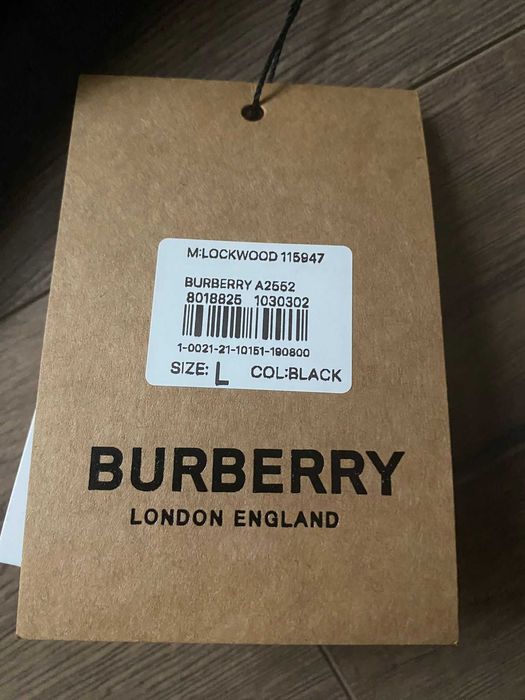 M:LOCKWOOD 115947
BURBERRY A2552
8018825 1030302
1-0021-21-10151-190800
SIZE: L COL:BLACK
BURBERRY
LONDON ENGLAND